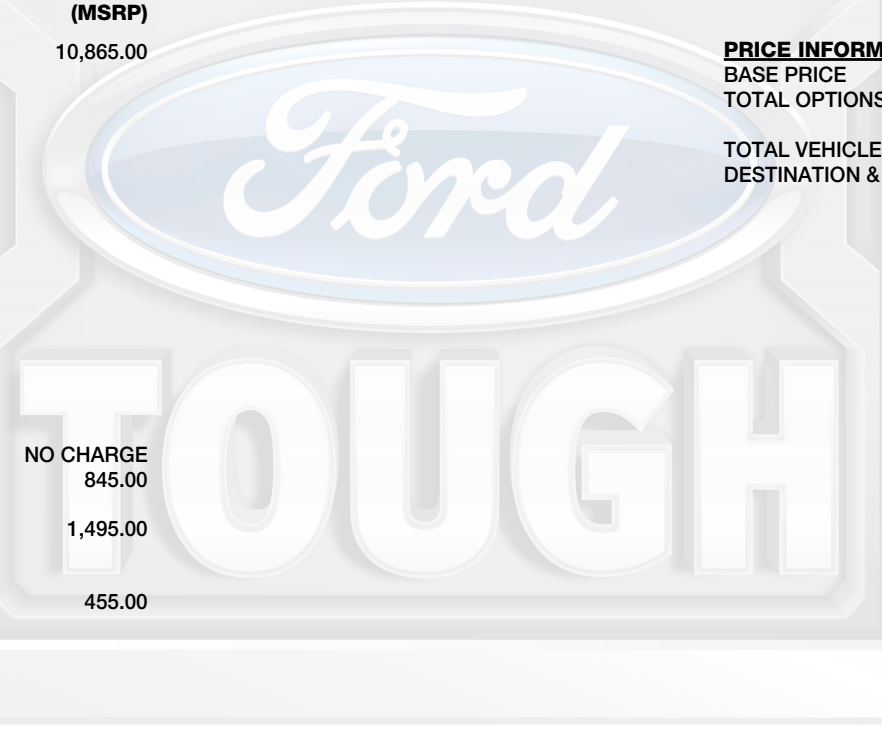 (MSRP)
10,865.00
NO CHARGE
845.00
1,495.00
455.00
PRICE INFORM
BASE PRICE
TOTAL OPTIONS
TOTAL VEHICLE
DESTINATION &
Ford
TOUGH